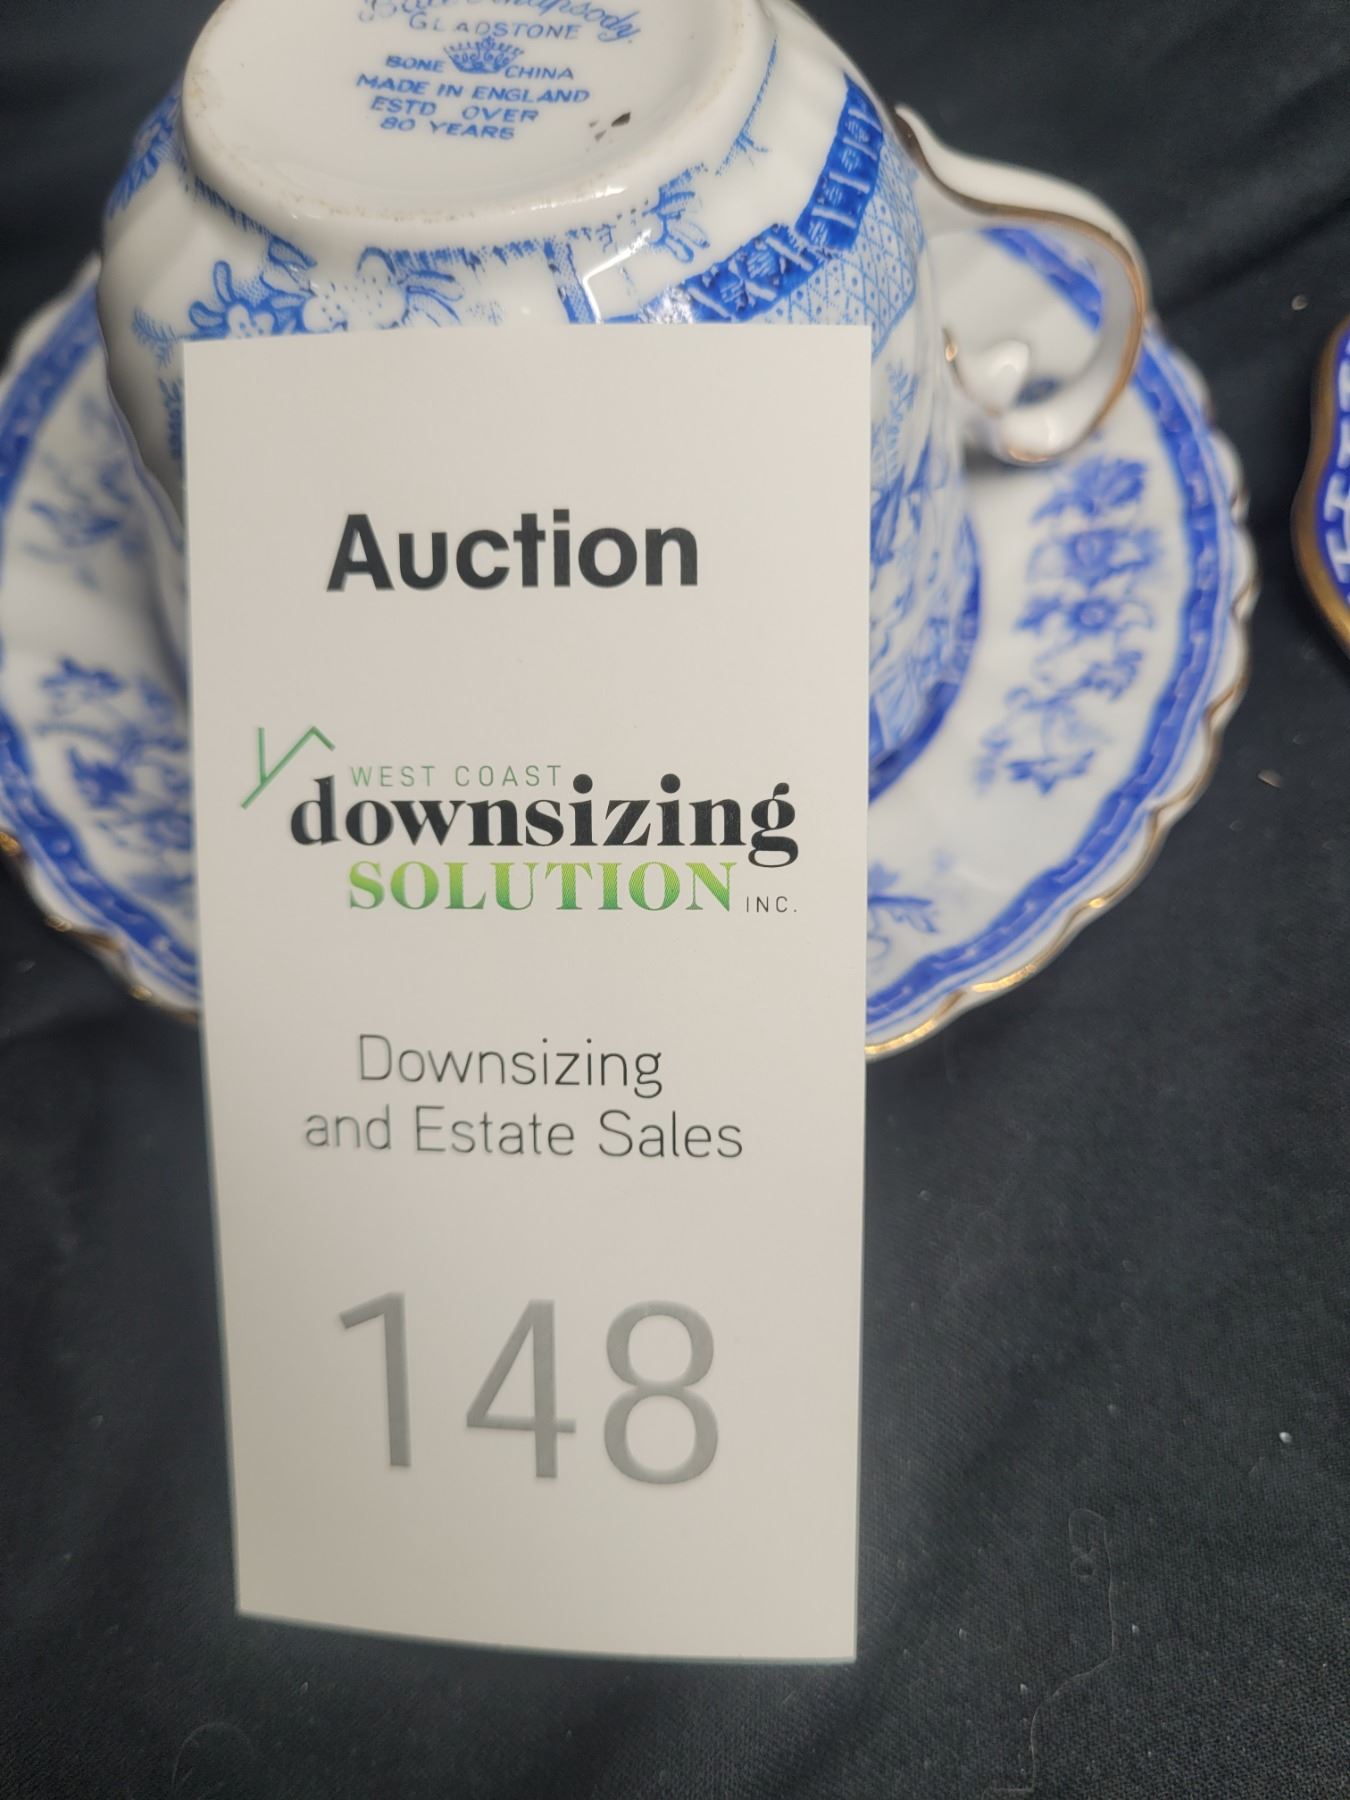 Rhapsody
GLADSTONE
BONE CHINA
MADE IN ENGLAND
ESTD OVER
80 YEARS
Auction
WEST COAST
downsizing
SOLUTION INC.
Downsizing
and Estate Sales
148